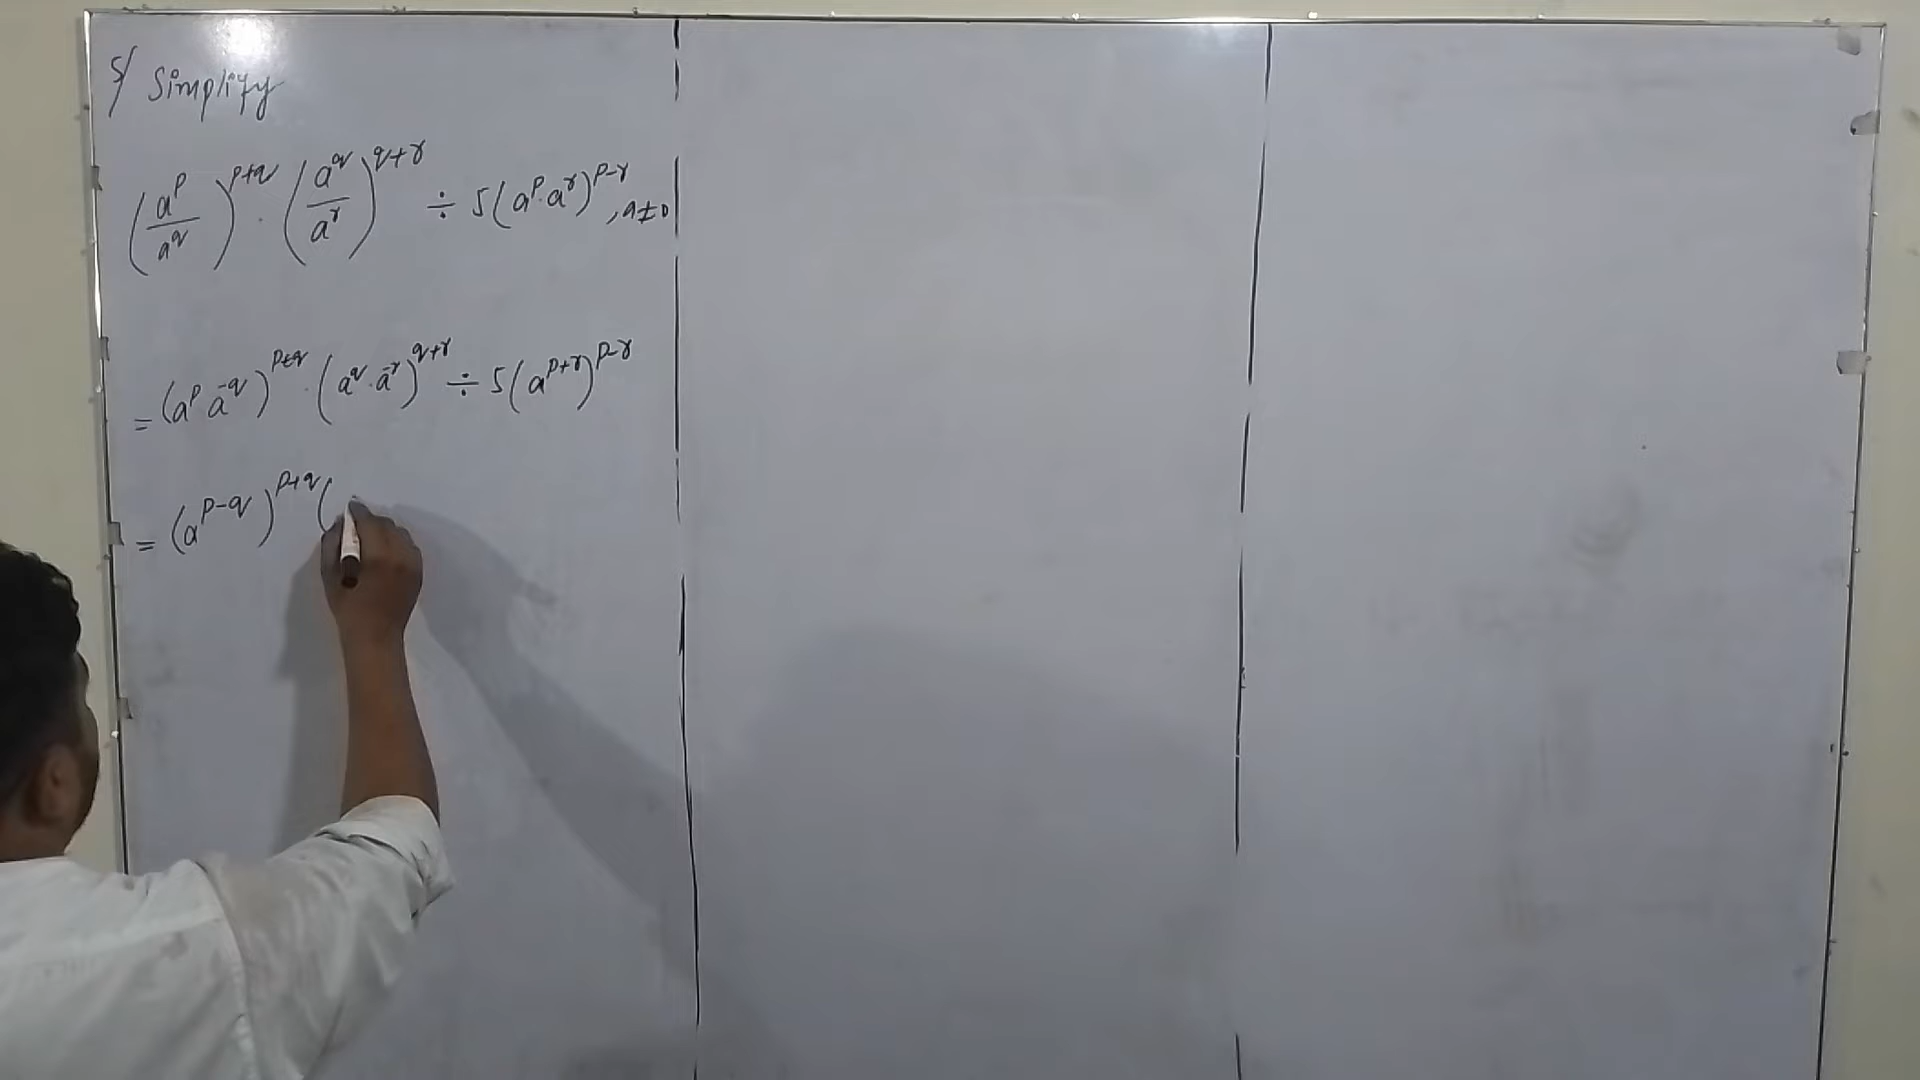 5/ Simplify
(a^p/a^q)^(p+q) · (a^q/a^r)^(q+r) ÷ 5(a^p · a^r)^(p-r), a≠0
= (a^p a^-q)^(p+q) · (a^q · a^-r)^(q+r) ÷ 5(a^(p+r))^(p-r)
= (a^(p-q))^(p+q) (